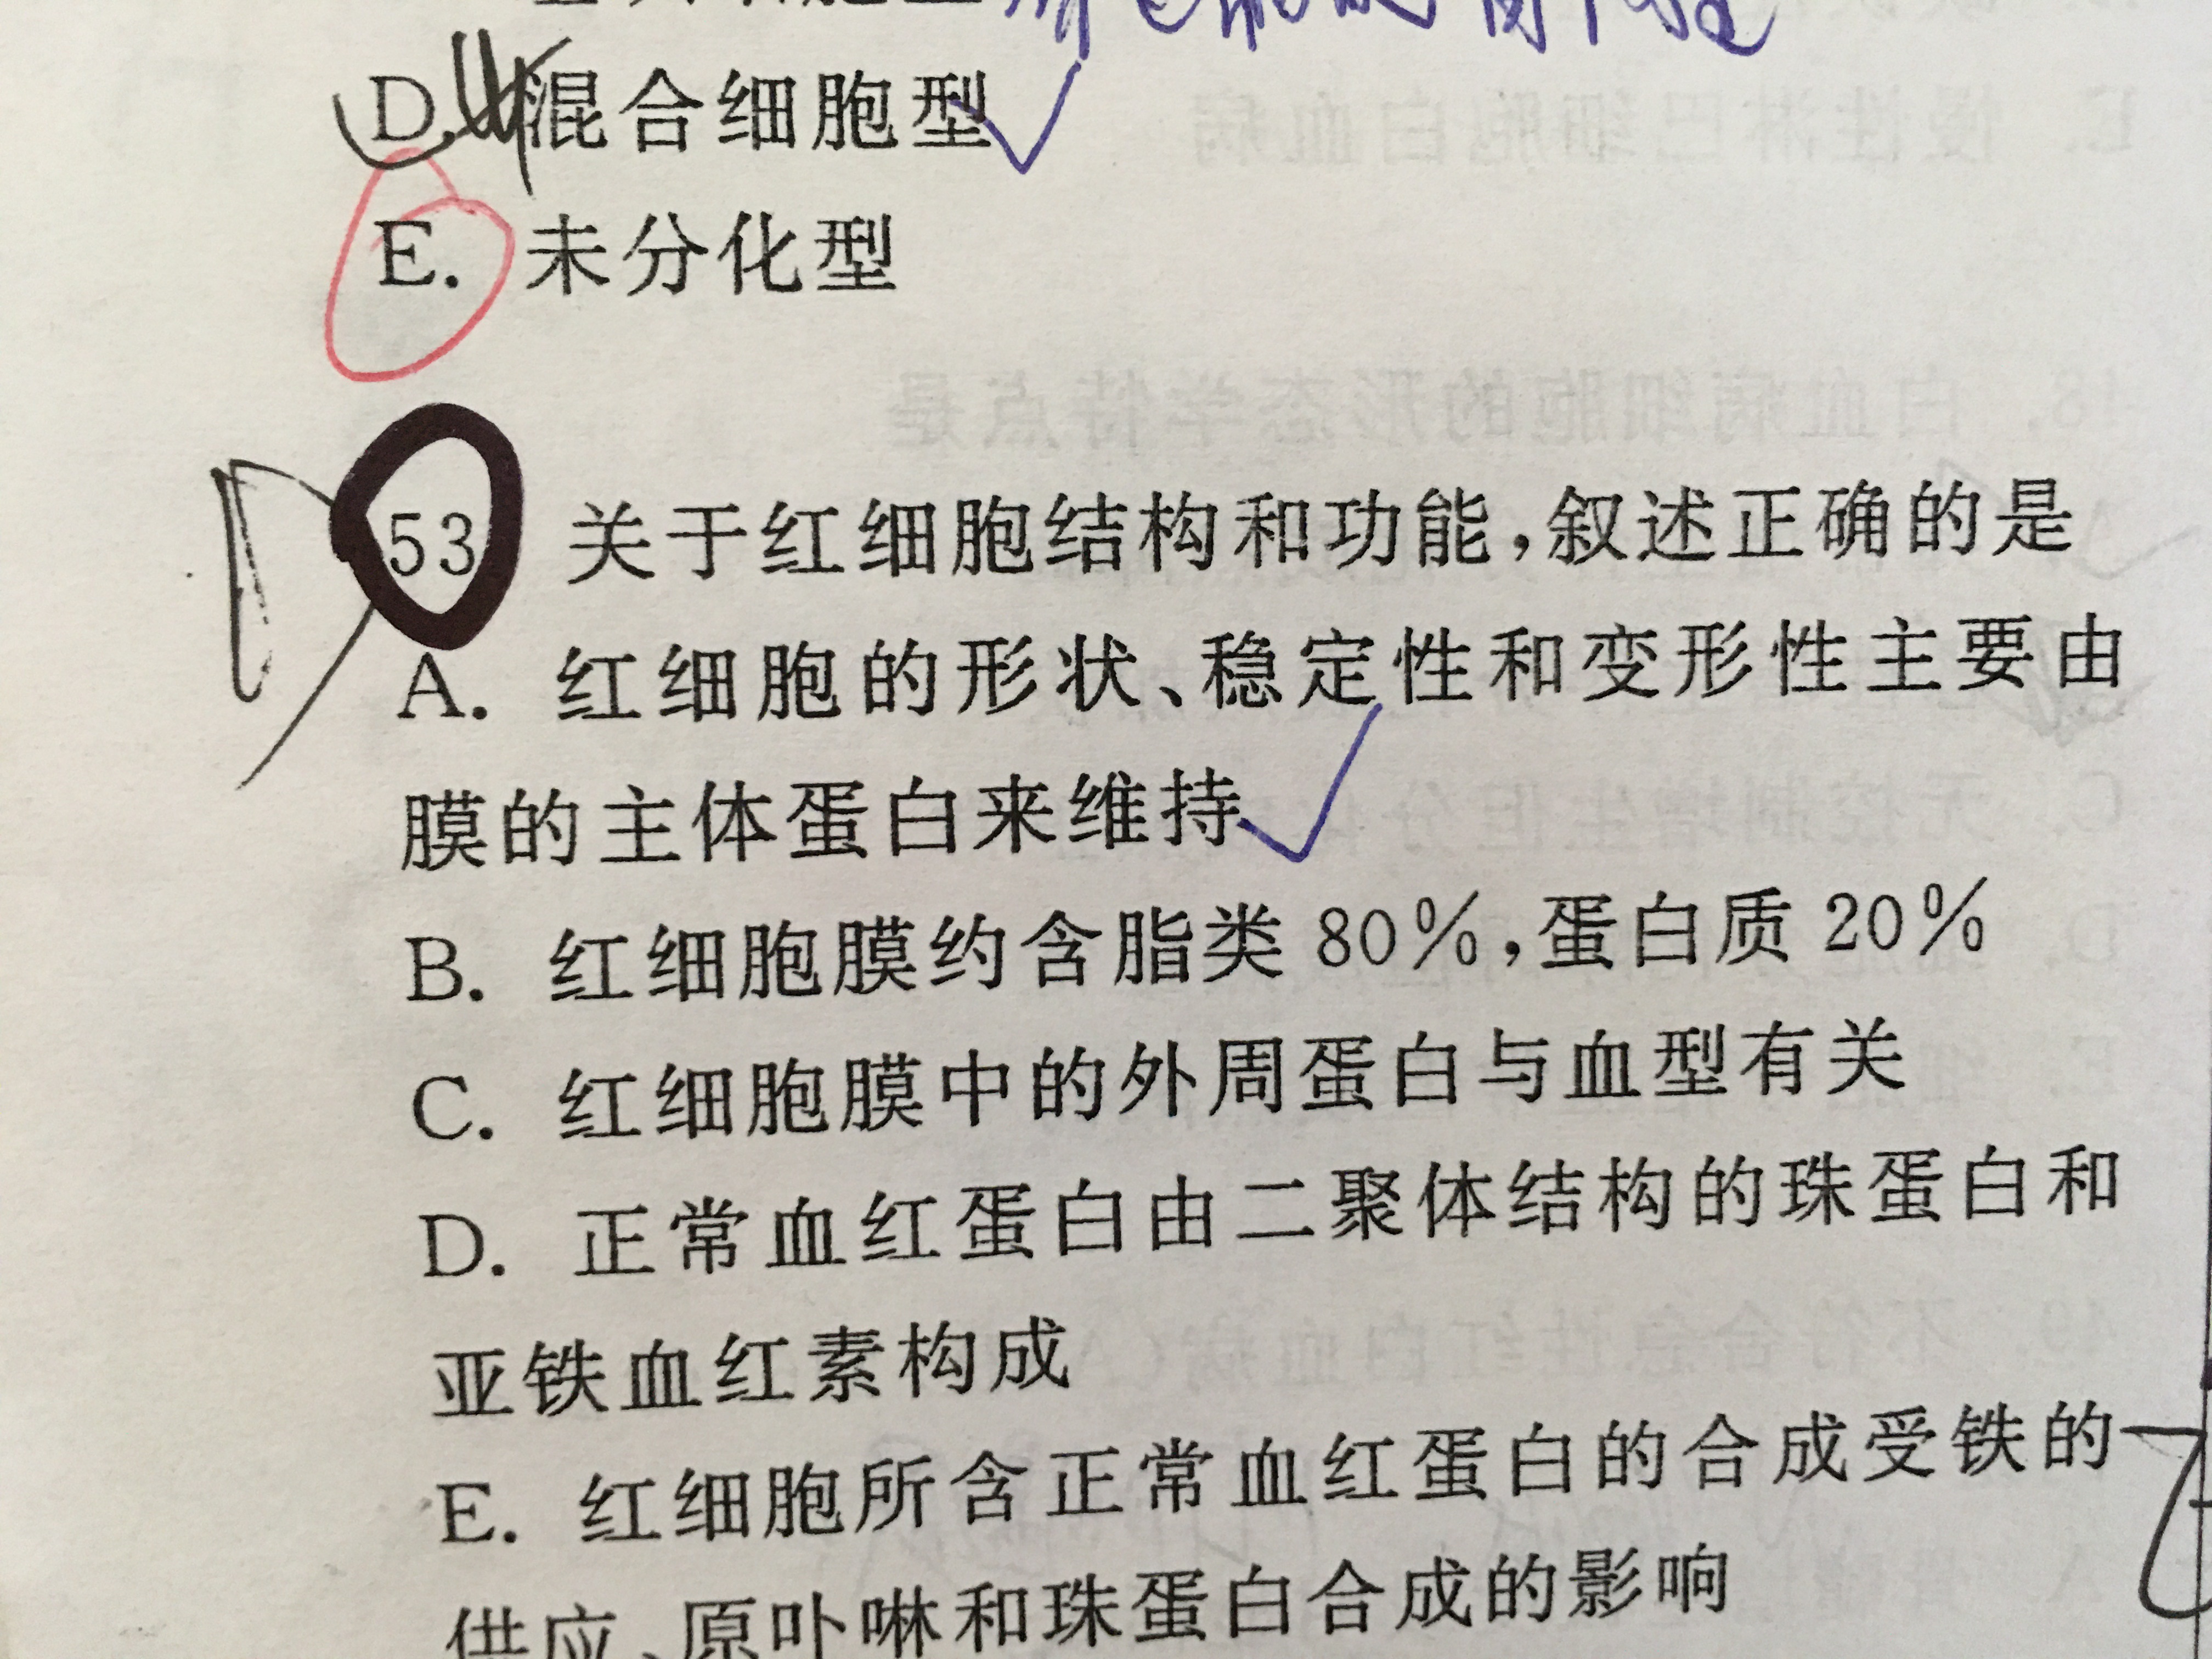 D. 混合细胞型
E. 未分化型
53 关于红细胞结构和功能,叙述正确的是
A. 红细胞的形状、稳定性和变形性主要由
膜的主体蛋白来维持
B. 红细胞膜约含脂类 80%,蛋白质 20%
C. 红细胞膜中的外周蛋白与血型有关
D. 正常血红蛋白由二聚体结构的珠蛋白和
亚铁血红素构成
E. 红细胞所含正常血红蛋白的合成受铁的
供应、原卟啉和珠蛋白合成的影响